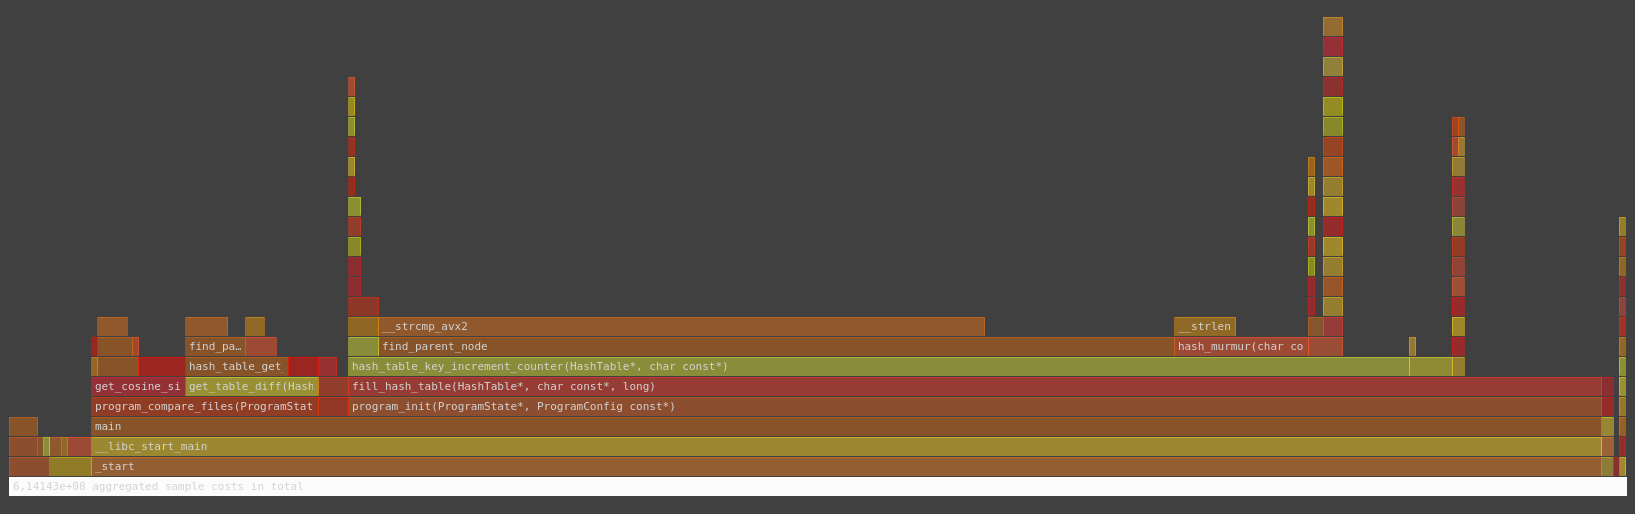 __strcmp_avx2 __strlen
find_pa… find_parent_node hash_murmur(char co
hash_table_get_ hash_table_key_increment_counter(HashTable*, char const*)
get_cosine_si get_table_diff(Hash fill_hash_table(HashTable*, char const*, long)
program_compare_files(ProgramStat program_init(ProgramState*, ProgramConfig const*)
main
__libc_start_main
_start
6,14143e+08 aggregated sample costs in total